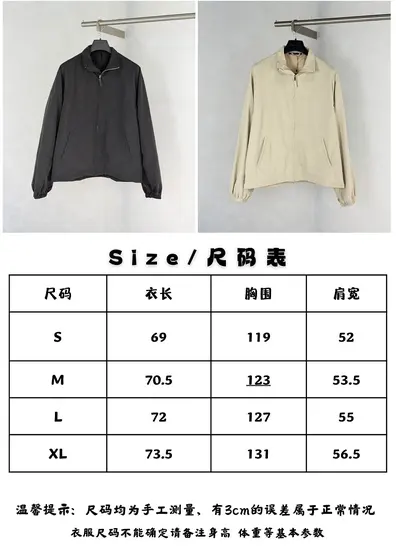 Size/尺码表
尺码 衣长 胸围 肩宽
S 69 119 52
M 70.5 123 53.5
L 72 127 55
XL 73.5 131 56.5
温馨提示：尺码均为手工测量、有3cm的误差属于正常情况
衣服尺码不能确定请备注身高 体重等基本参数